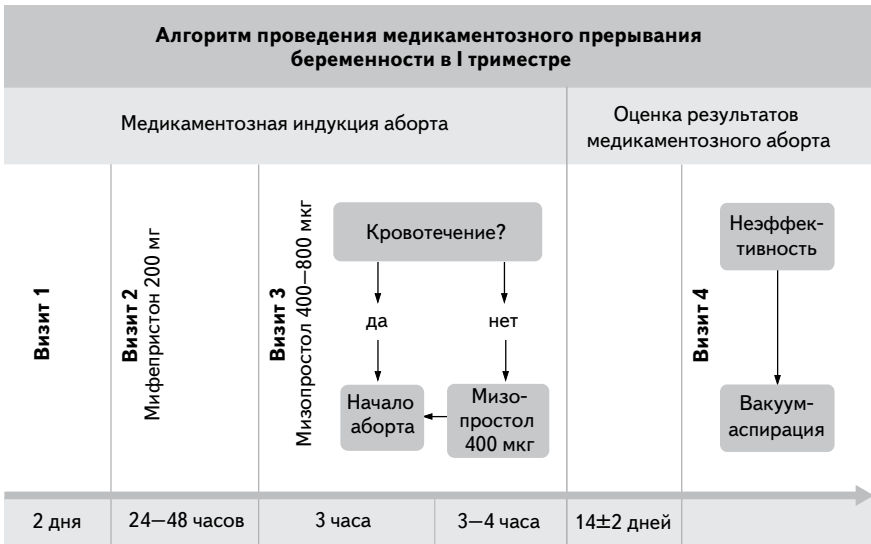 Алгоритм проведения медикаментозного прерывания
беременности в I триместре
Медикаментозная индукция аборта
Оценка результатов
медикаментозного аборта
Визит 1
Визит 2
Мифепристон 200 мг
Визит 3
Мизопростол 400—800 мкг
Кровотечение?
да
нет
Начало
аборта
Мизо-
простол
400 мкг
Визит 4
Неэффек-
тивность
Вакуум-
аспирация
2 дня
24—48 часов
3 часа
3—4 часа
14±2 дней